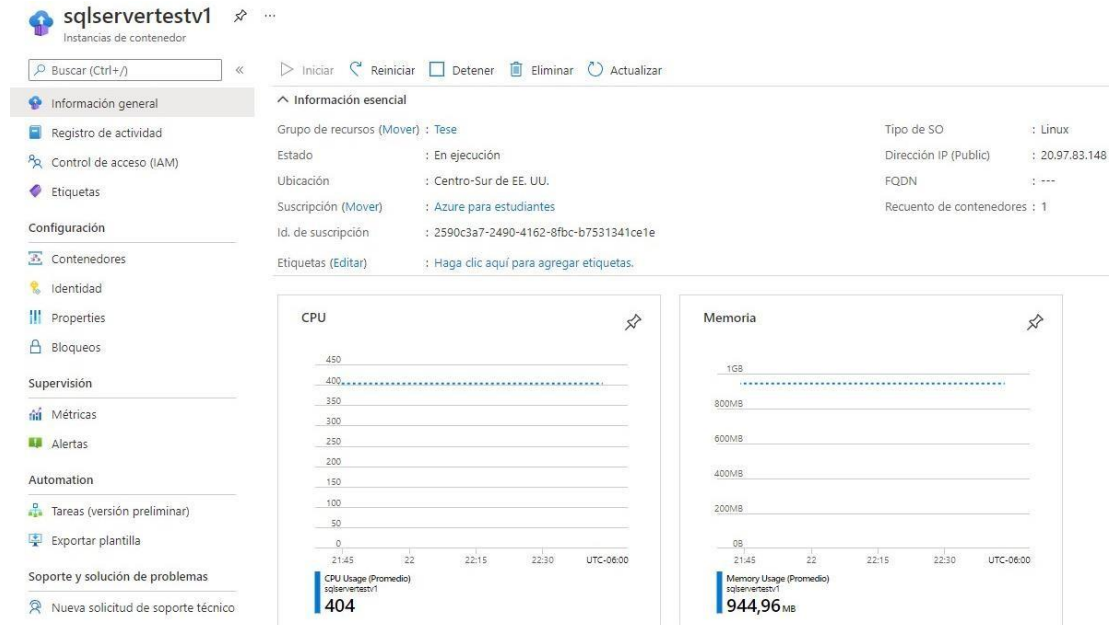 sqlservertestv1 ...
Instancias de contenedor
Buscar (Ctrl+/) «
Información general
Registro de actividad
Control de acceso (IAM)
Etiquetas
Configuración
Contenedores
Identidad
Properties
Bloqueos
Supervisión
Métricas
Alertas
Automation
Tareas (versión preliminar)
Exportar plantilla
Soporte y solución de problemas
Nueva solicitud de soporte técnico
Iniciar Reiniciar Detener Eliminar Actualizar
Información esencial
Grupo de recursos (Mover) : Tese
Estado : En ejecución
Ubicación : Centro-Sur de EE. UU.
Suscripción (Mover) : Azure para estudiantes
Id. de suscripción : 2590c3a7-2490-4162-8fbc-b7531341ce1e
Etiquetas (Editar) : Haga clic aquí para agregar etiquetas.
Tipo de SO : Linux
Dirección IP (Public) : 20.97.83.148
FQDN : ---
Recuento de contenedores : 1
CPU
450
400
350
300
250
200
150
100
50
0
21:45 22 22:15 22:30 UTC-06:00
CPU Usage (Promedio)
sqlservertestv1
404
Memoria
1GB
800MB
600MB
400MB
200MB
0B
21:45 22 22:15 22:30 UTC-06:00
Memory Usage (Promedio)
sqlservertestv1
944,96 MB